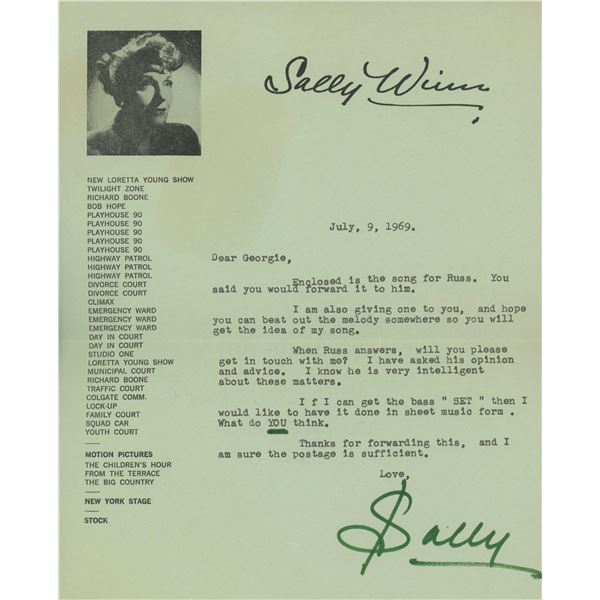 Sally Winn
NEW LORETTA YOUNG SHOW
TWILIGHT ZONE
RICHARD BOONE
BOB HOPE
PLAYHOUSE 90
PLAYHOUSE 90
PLAYHOUSE 90
PLAYHOUSE 90
PLAYHOUSE 90
HIGHWAY PATROL
HIGHWAY PATROL
HIGHWAY PATROL
DIVORCE COURT
DIVORCE COURT
CLIMAX
EMERGENCY WARD
EMERGENCY WARD
EMERGENCY WARD
DAY IN COURT
DAY IN COURT
STUDIO ONE
LORETTA YOUNG SHOW
MUNICIPAL COURT
RICHARD BOONE
TRAFFIC COURT
COLGATE COMM.
LOCK-UP
FAMILY COURT
SQUAD CAR
YOUTH COURT
MOTION PICTURES
THE CHILDREN'S HOUR
FROM THE TERRACE
THE BIG COUNTRY
NEW YORK STAGE
STOCK
July, 9, 1969.
Dear Georgie,
Enclosed is the song for Russ. You
said you would forward it to him.
I am also giving one to you, and hope
you can beat out the melody somewhere so you will
get the idea of my song.
When Russ answers, will you please
get in touch with me? I have asked his opinion
and advice. I know he is very intelligent
about these matters.
I f I can get the bass " SET " then I
would like to have it done in sheet music form .
What do YOU think.
Thanks for forwarding this, and I
am sure the postage is sufficient.
Love,
Sally